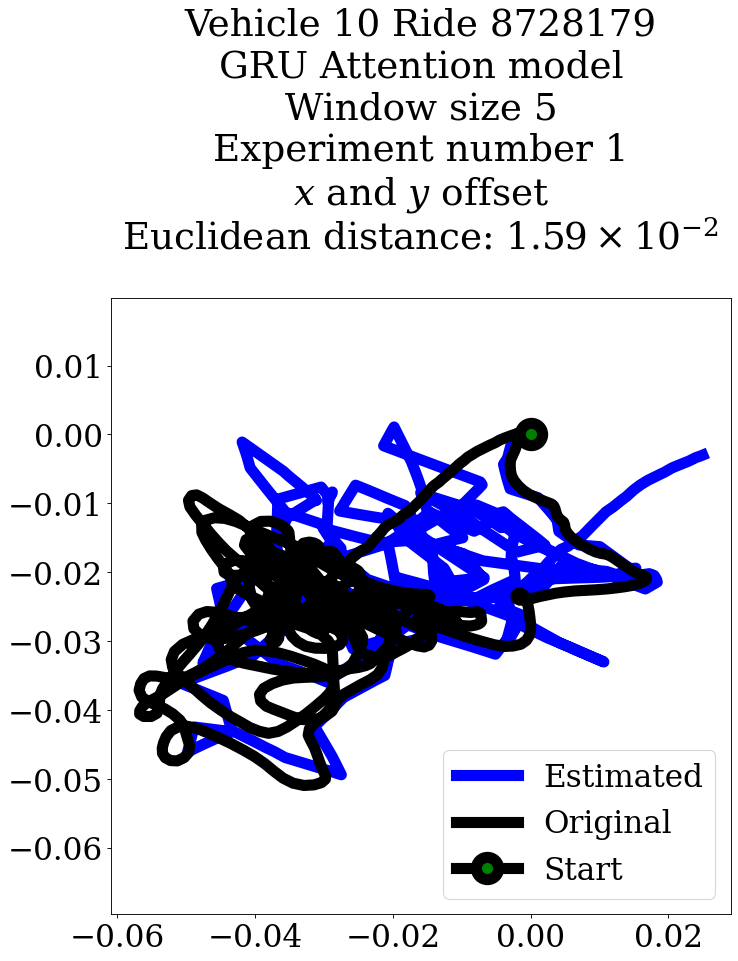 Vehicle 10 Ride 8728179
GRU Attention model
Window size 5
Experiment number 1
x and y offset
Euclidean distance: 1.59 × 10⁻²
0.01
0.00
−0.01
−0.02
−0.03
−0.04
−0.05
−0.06
Estimated
Original
Start
−0.06 −0.04 −0.02 0.00 0.02